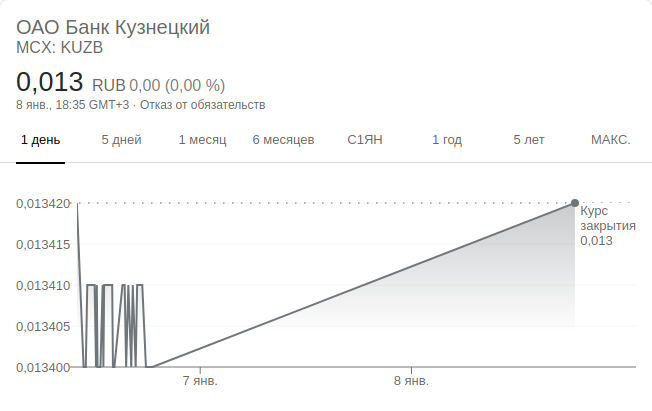 ОАО Банк Кузнецкий
MCX: KUZB
0,013 RUB 0,00 (0,00 %)
8 янв., 18:35 GMT+3 · Отказ от обязательств
1 день 5 дней 1 месяц 6 месяцев С1ЯН 1 год 5 лет МАКС.
0,013420
Курс
закрытия
0,013
0,013415
0,013410
0,013405
0,013400
7 янв. 8 янв.